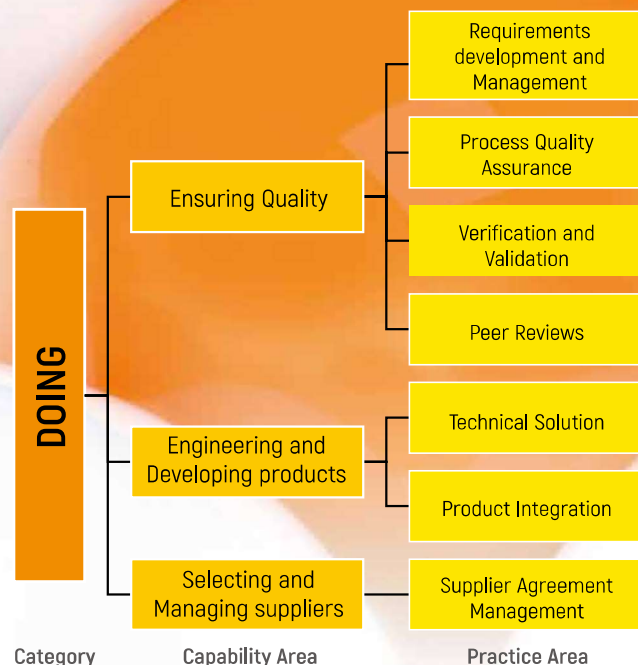 DOING
Ensuring Quality
Requirements
development and
Management
Process Quality
Assurance
Verification and
Validation
Peer Reviews
Engineering and
Developing products
Technical Solution
Product Integration
Selecting and
Managing suppliers
Supplier Agreement
Management
Category
Capability Area
Practice Area